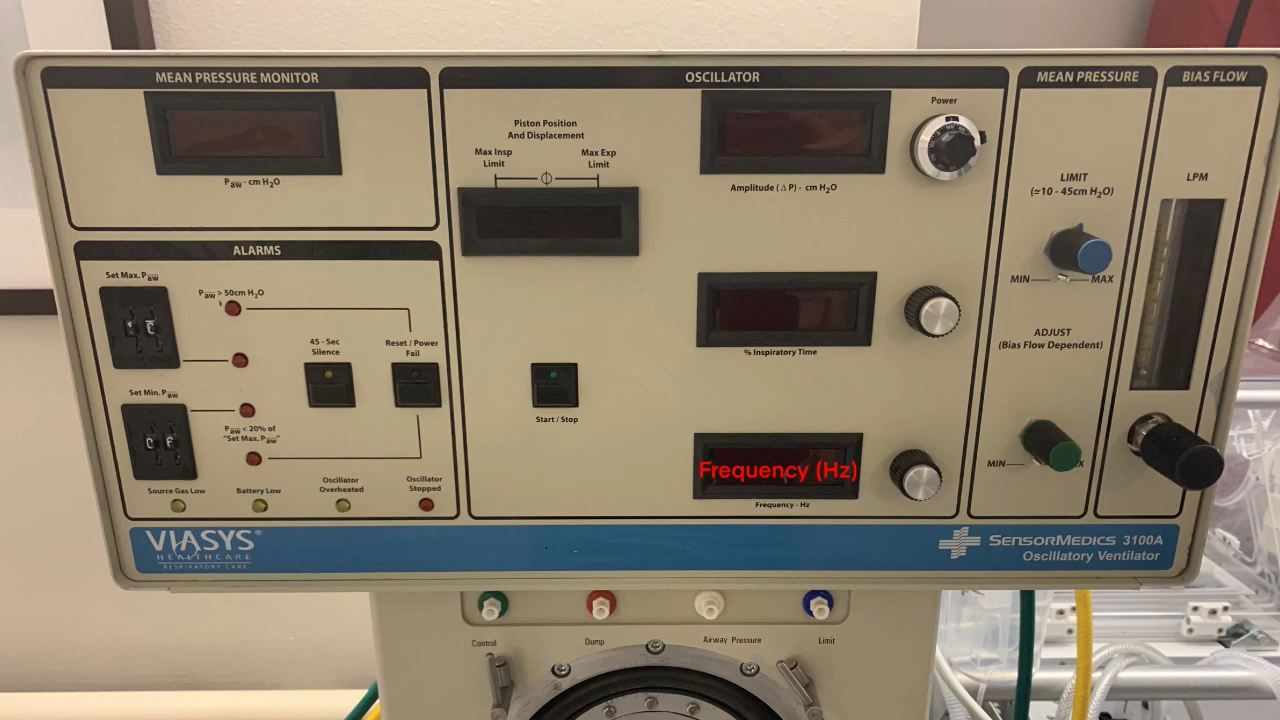 MEAN PRESSURE MONITOR
Paw - cm H2O
ALARMS
Set Max. Paw
Paw > 50cm H2O
45 - Sec
Silence
Reset / Power
Fail
Set Min. Paw
Paw < 20% of
"Set Max. Paw"
Source Gas Low
Battery Low
Oscillator
Overheated
Oscillator
Stopped
OSCILLATOR
Piston Position
And Displacement
Max Insp
Limit
Max Exp
Limit
Start / Stop
Power
Amplitude ( Δ P) - cm H2O
% Inspiratory Time
Frequency (Hz)
Frequency - Hz
MEAN PRESSURE
LIMIT
(≃10 - 45cm H2O)
MIN MAX
ADJUST
(Bias Flow Dependent)
MIN
BIAS FLOW
LPM
VIASYS®
HEALTHCARE
RESPIRATORY CARE
SENSORMEDICS 3100A
Oscillatory Ventilator
Control
Dump
Airway Pressure
Limit